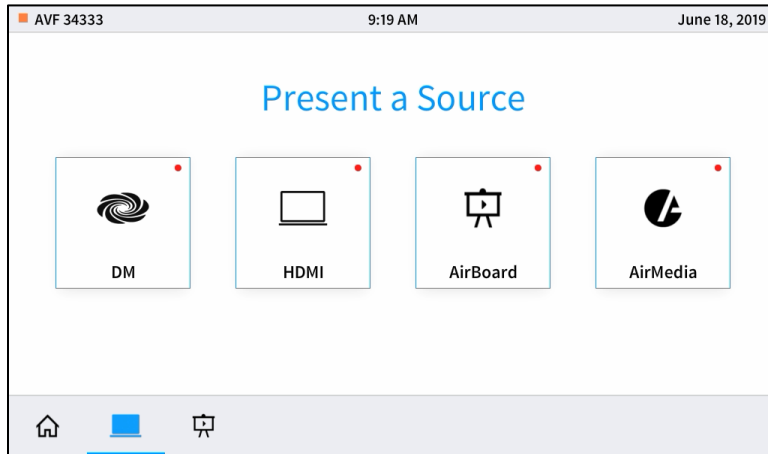 AVF 34333 9:19 AM June 18, 2019
Present a Source
DM HDMI AirBoard AirMedia